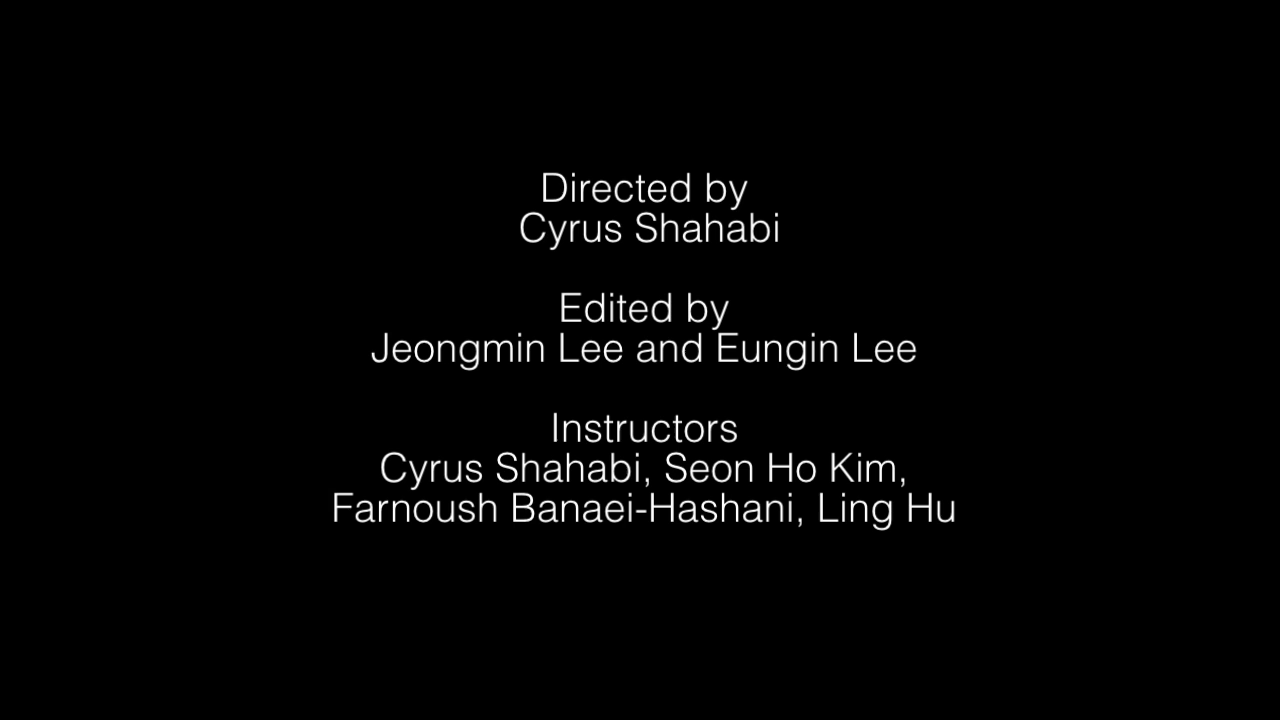 Directed by
Cyrus Shahabi
Edited by
Jeongmin Lee and Eungin Lee
Instructors
Cyrus Shahabi, Seon Ho Kim,
Farnoush Banaei-Hashani, Ling Hu